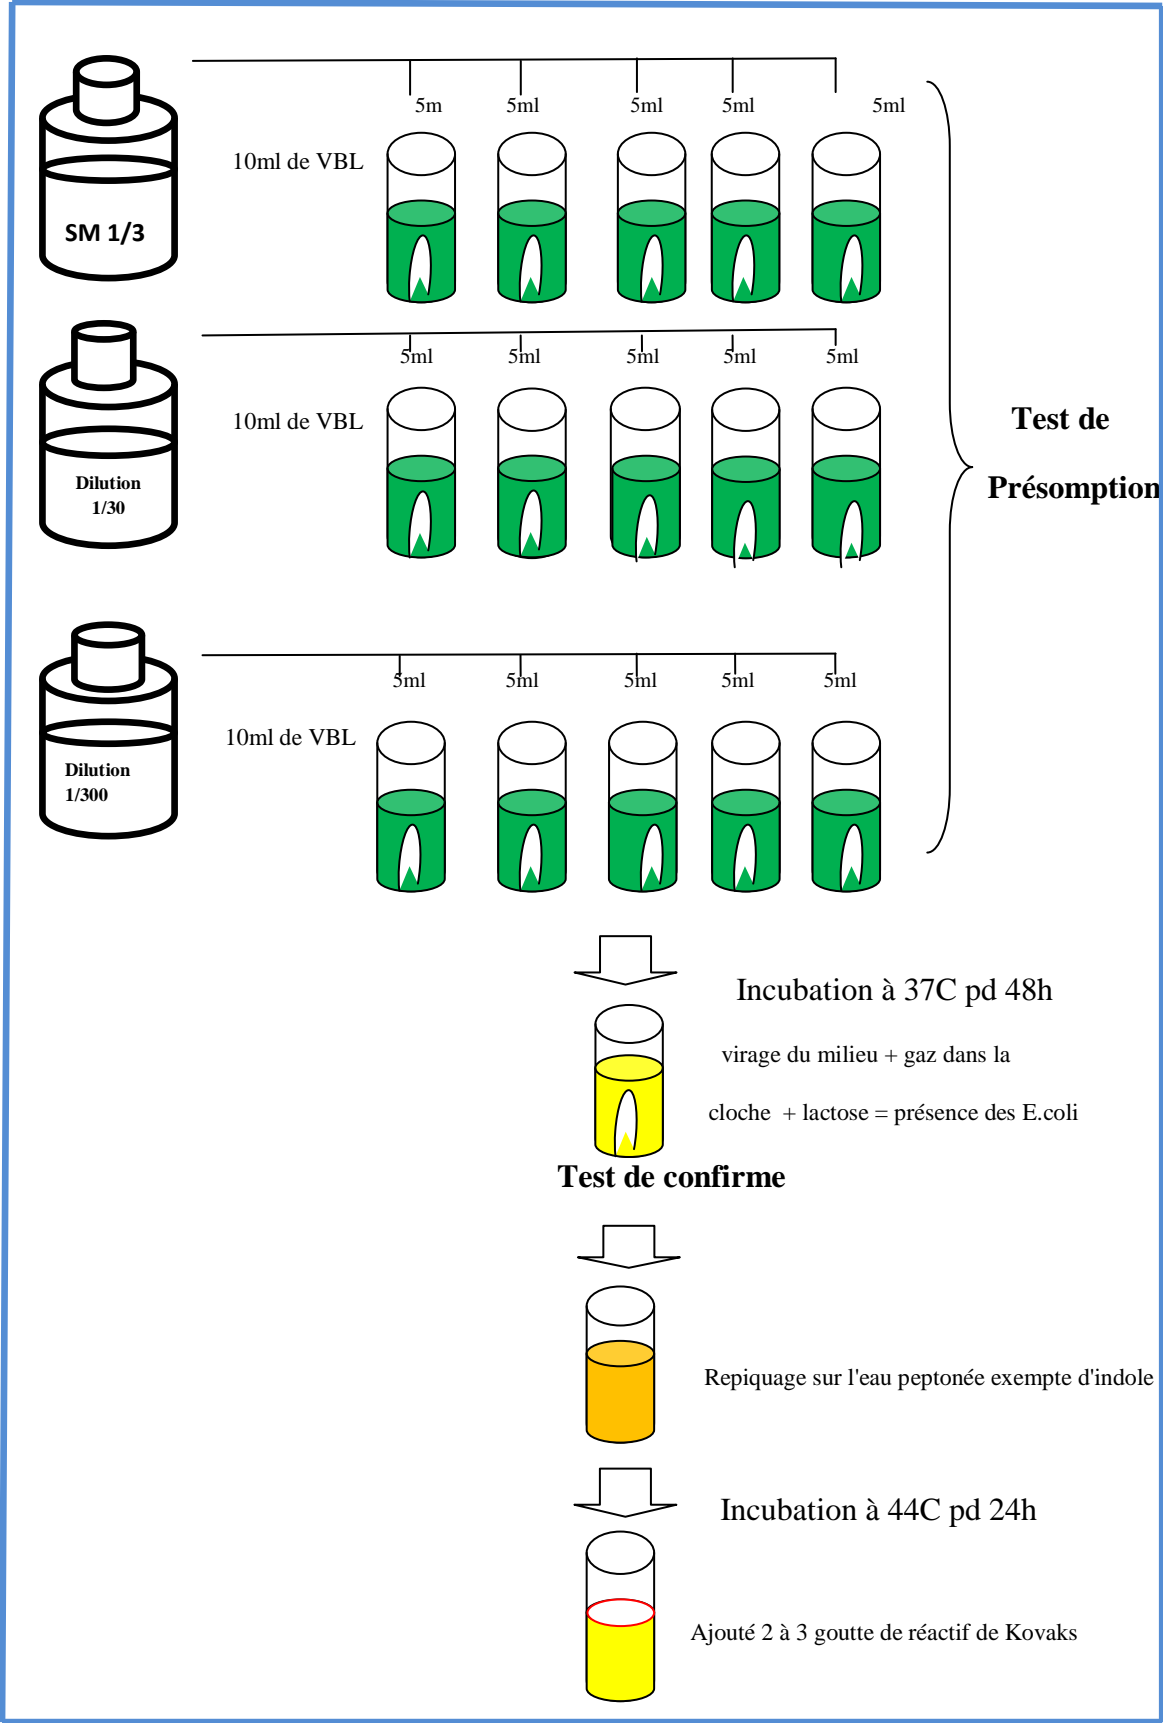 5m 5ml 5ml 5ml 5ml
10ml de VBL
SM 1/3
5ml 5ml 5ml 5ml 5ml
10ml de VBL
Dilution
1/30
Test de
Présomption
5ml 5ml 5ml 5ml 5ml
10ml de VBL
Dilution
1/300
Incubation à 37C pd 48h
virage du milieu + gaz dans la
cloche + lactose = présence des E.coli
Test de confirme
Repiquage sur l'eau peptonée exempte d'indole
Incubation à 44C pd 24h
Ajouté 2 à 3 goutte de réactif de Kovaks